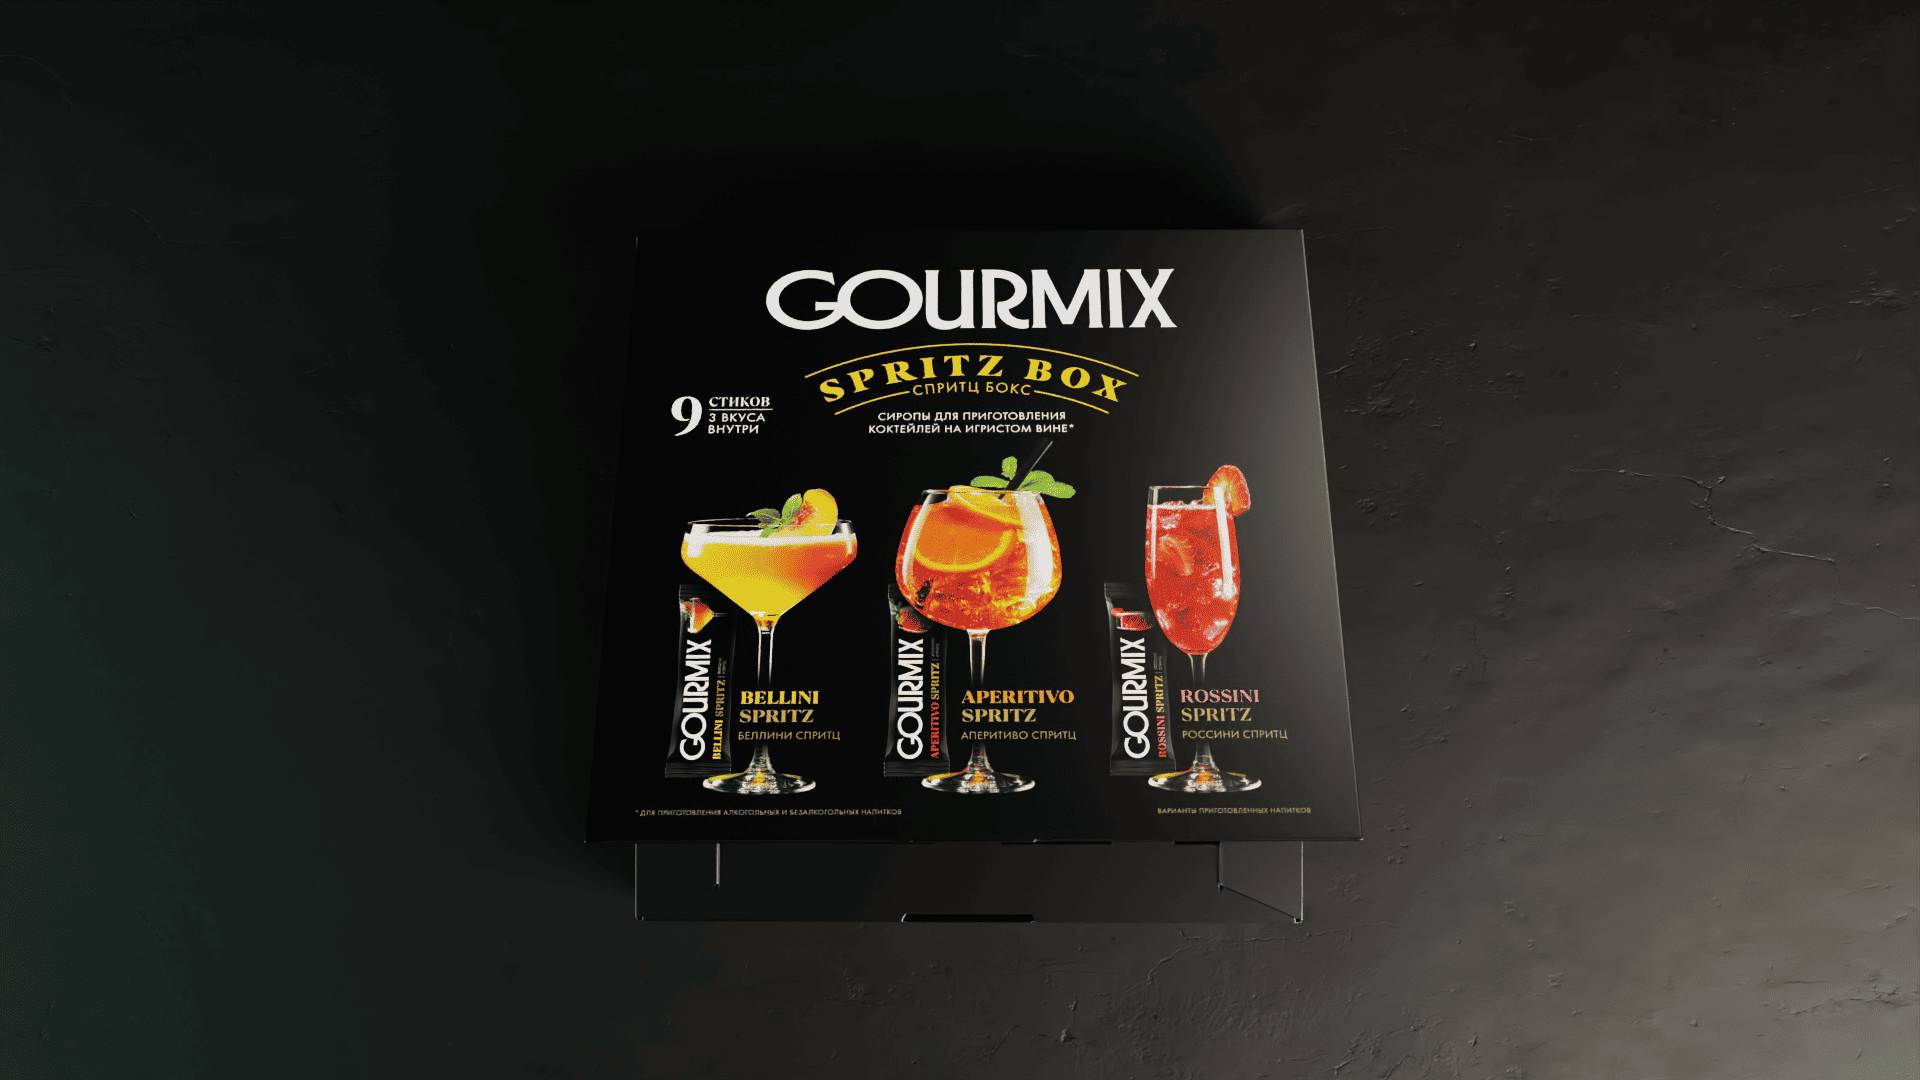 GOURMIX
SPRITZ BOX
СПРИТЦ БОКС
СИРОПЫ ДЛЯ ПРИГОТОВЛЕНИЯ
КОКТЕЙЛЕЙ НА ИГРИСТОМ ВИНЕ*
9 СТИКОВ
3 ВКУСА
ВНУТРИ
GOURMIX
BELLINI SPRITZ
BELLINI
SPRITZ
БЕЛЛИНИ СПРИТЦ
GOURMIX
APERITIVO SPRITZ
APERITIVO
SPRITZ
АПЕРИТИВО СПРИТЦ
GOURMIX
ROSSINI SPRITZ
ROSSINI
SPRITZ
РОССИНИ СПРИТЦ
* ДЛЯ ПРИГОТОВЛЕНИЯ АЛКОГОЛЬНЫХ И БЕЗАЛКОГОЛЬНЫХ НАПИТКОВ
ВАРИАНТЫ ПРИГОТОВЛЕННЫХ НАПИТКОВ